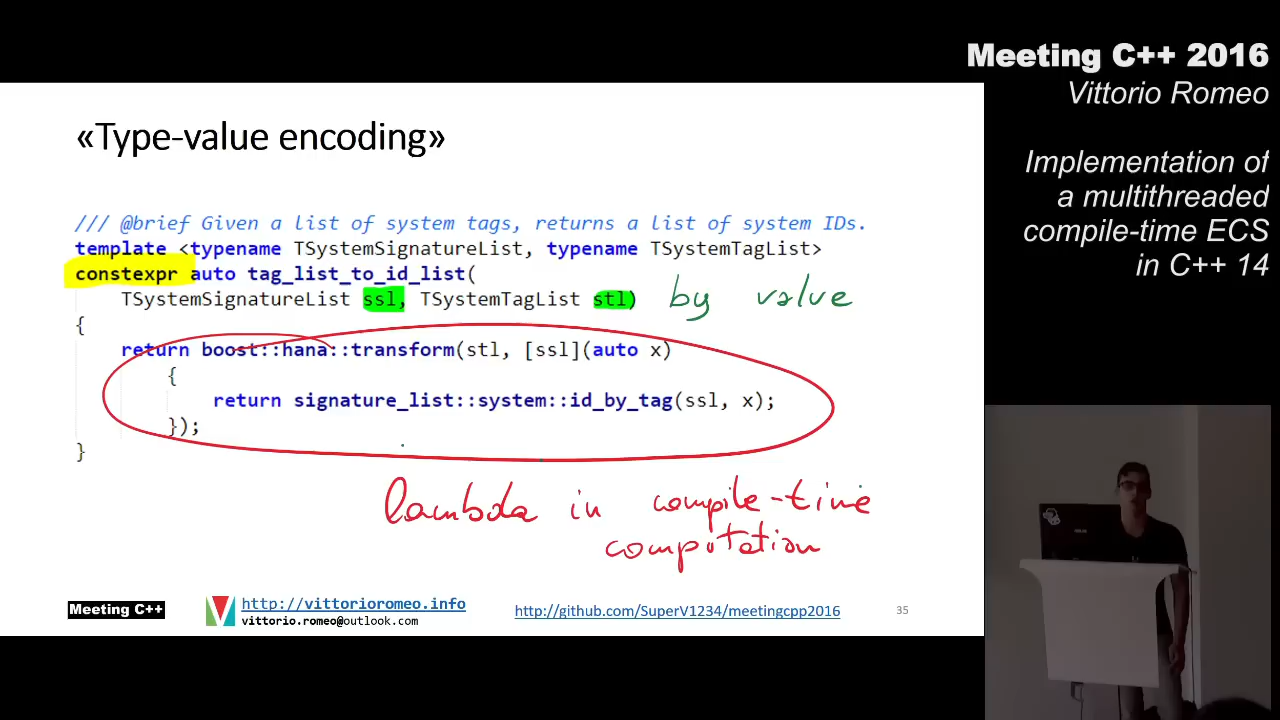 Meeting C++ 2016
Vittorio Romeo
Implementation of
a multithreaded
compile-time ECS
in C++ 14
«Type-value encoding»
/// @brief Given a list of system tags, returns a list of system IDs.
template <typename TSystemSignatureList, typename TSystemTagList>
constexpr auto tag_list_to_id_list(
TSystemSignatureList ssl, TSystemTagList stl)
by value
{
return boost::hana::transform(stl, [ssl](auto x)
{
return signature_list::system::id_by_tag(ssl, x);
});
}
lambda in compile-time
computation
Meeting C++
http://vittorioromeo.info
vittorio.romeo@outlook.com
http://github.com/SuperV1234/meetingcpp2016
35